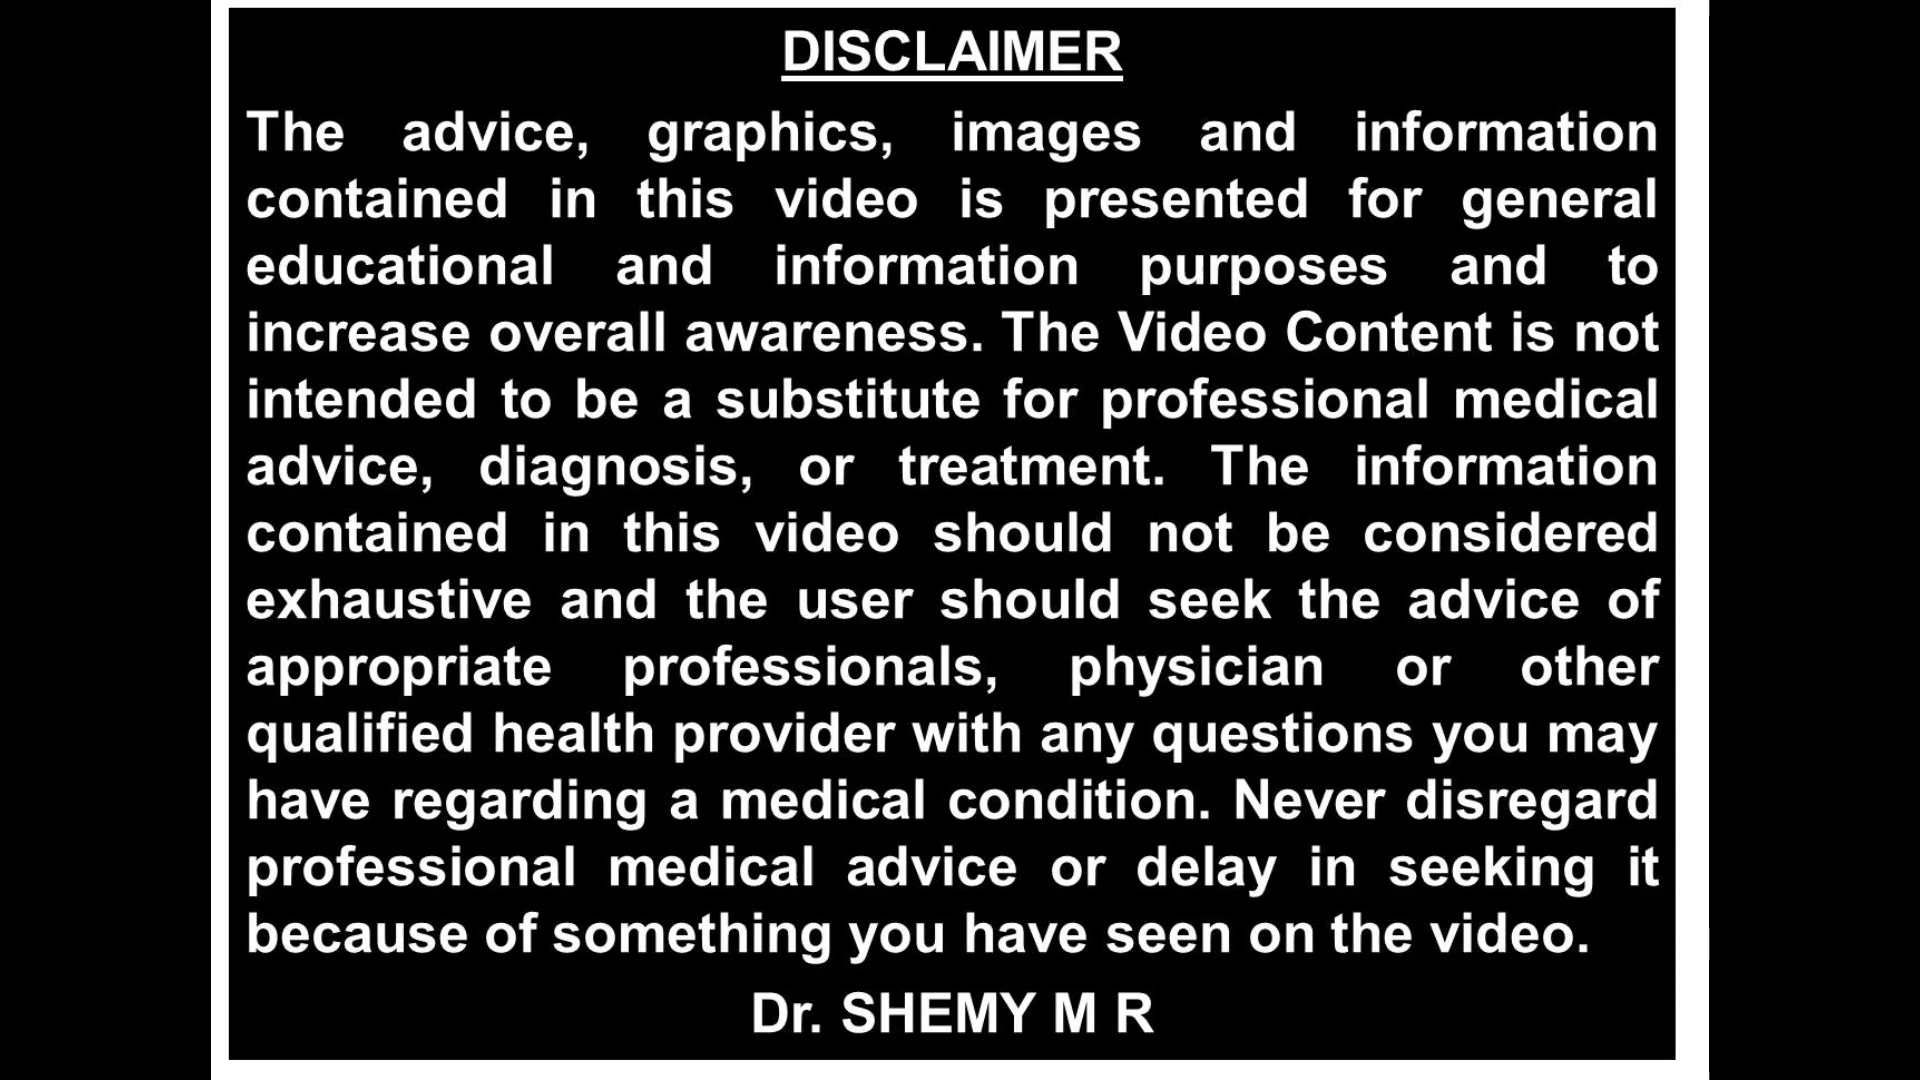 DISCLAIMER
The advice, graphics, images and information
contained in this video is presented for general
educational and information purposes and to
increase overall awareness. The Video Content is not
intended to be a substitute for professional medical
advice, diagnosis, or treatment. The information
contained in this video should not be considered
exhaustive and the user should seek the advice of
appropriate professionals, physician or other
qualified health provider with any questions you may
have regarding a medical condition. Never disregard
professional medical advice or delay in seeking it
because of something you have seen on the video.
Dr. SHEMY M R